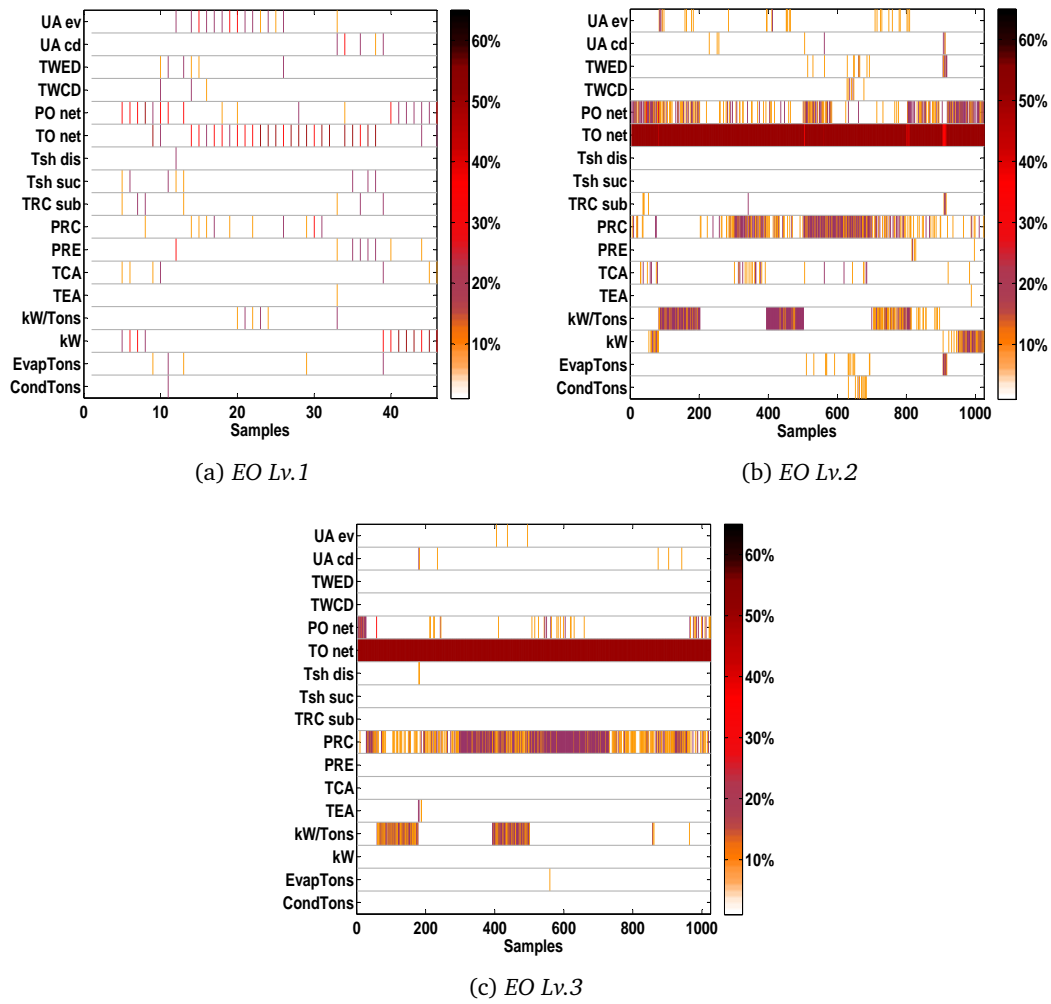 UA ev
UA cd
TWED
TWCD
PO net
TO net
Tsh dis
Tsh suc
TRC sub
PRC
PRE
TCA
TEA
kW/Tons
kW
EvapTons
CondTons
0 10 20 30 40
Samples
60%
50%
40%
30%
20%
10%
(a) EO Lv.1
UA ev
UA cd
TWED
TWCD
PO net
TO net
Tsh dis
Tsh suc
TRC sub
PRC
PRE
TCA
TEA
kW/Tons
kW
EvapTons
CondTons
0 200 400 600 800 1000
Samples
60%
50%
40%
30%
20%
10%
(b) EO Lv.2
UA ev
UA cd
TWED
TWCD
PO net
TO net
Tsh dis
Tsh suc
TRC sub
PRC
PRE
TCA
TEA
kW/Tons
kW
EvapTons
CondTons
0 200 400 600 800 1000
Samples
60%
50%
40%
30%
20%
10%
(c) EO Lv.3